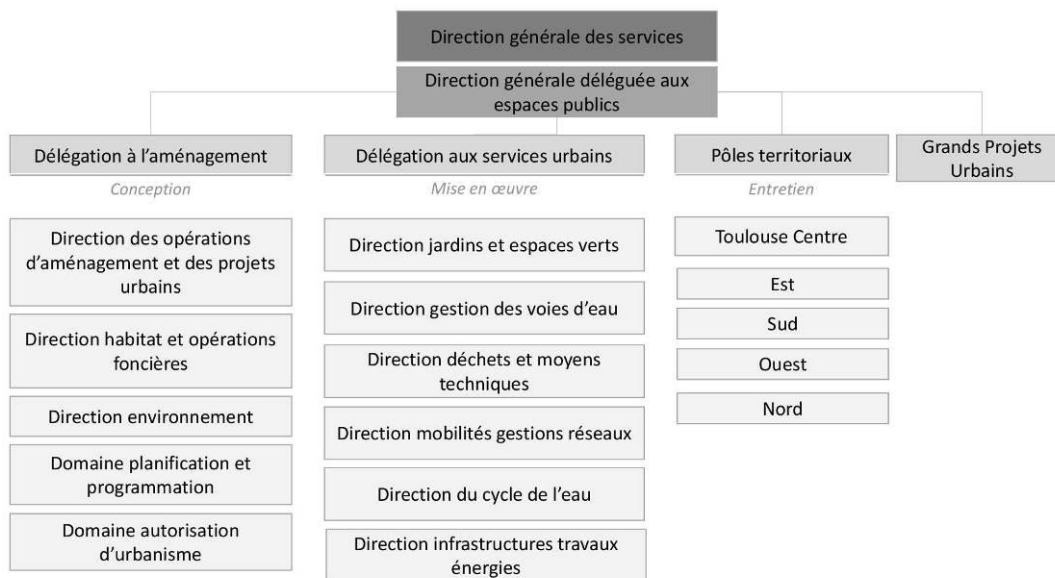 Direction générale des services
Direction générale déléguée aux
espaces publics
Délégation à l'aménagement
Conception
Direction des opérations
d'aménagement et des projets
urbains
Direction habitat et opérations
foncières
Direction environnement
Domaine planification et
programmation
Domaine autorisation
d'urbanisme
Délégation aux services urbains
Mise en œuvre
Direction jardins et espaces verts
Direction gestion des voies d'eau
Direction déchets et moyens
techniques
Direction mobilités gestions réseaux
Direction du cycle de l'eau
Direction infrastructures travaux
énergies
Pôles territoriaux
Entretien
Toulouse Centre
Est
Sud
Ouest
Nord
Grands Projets
Urbains